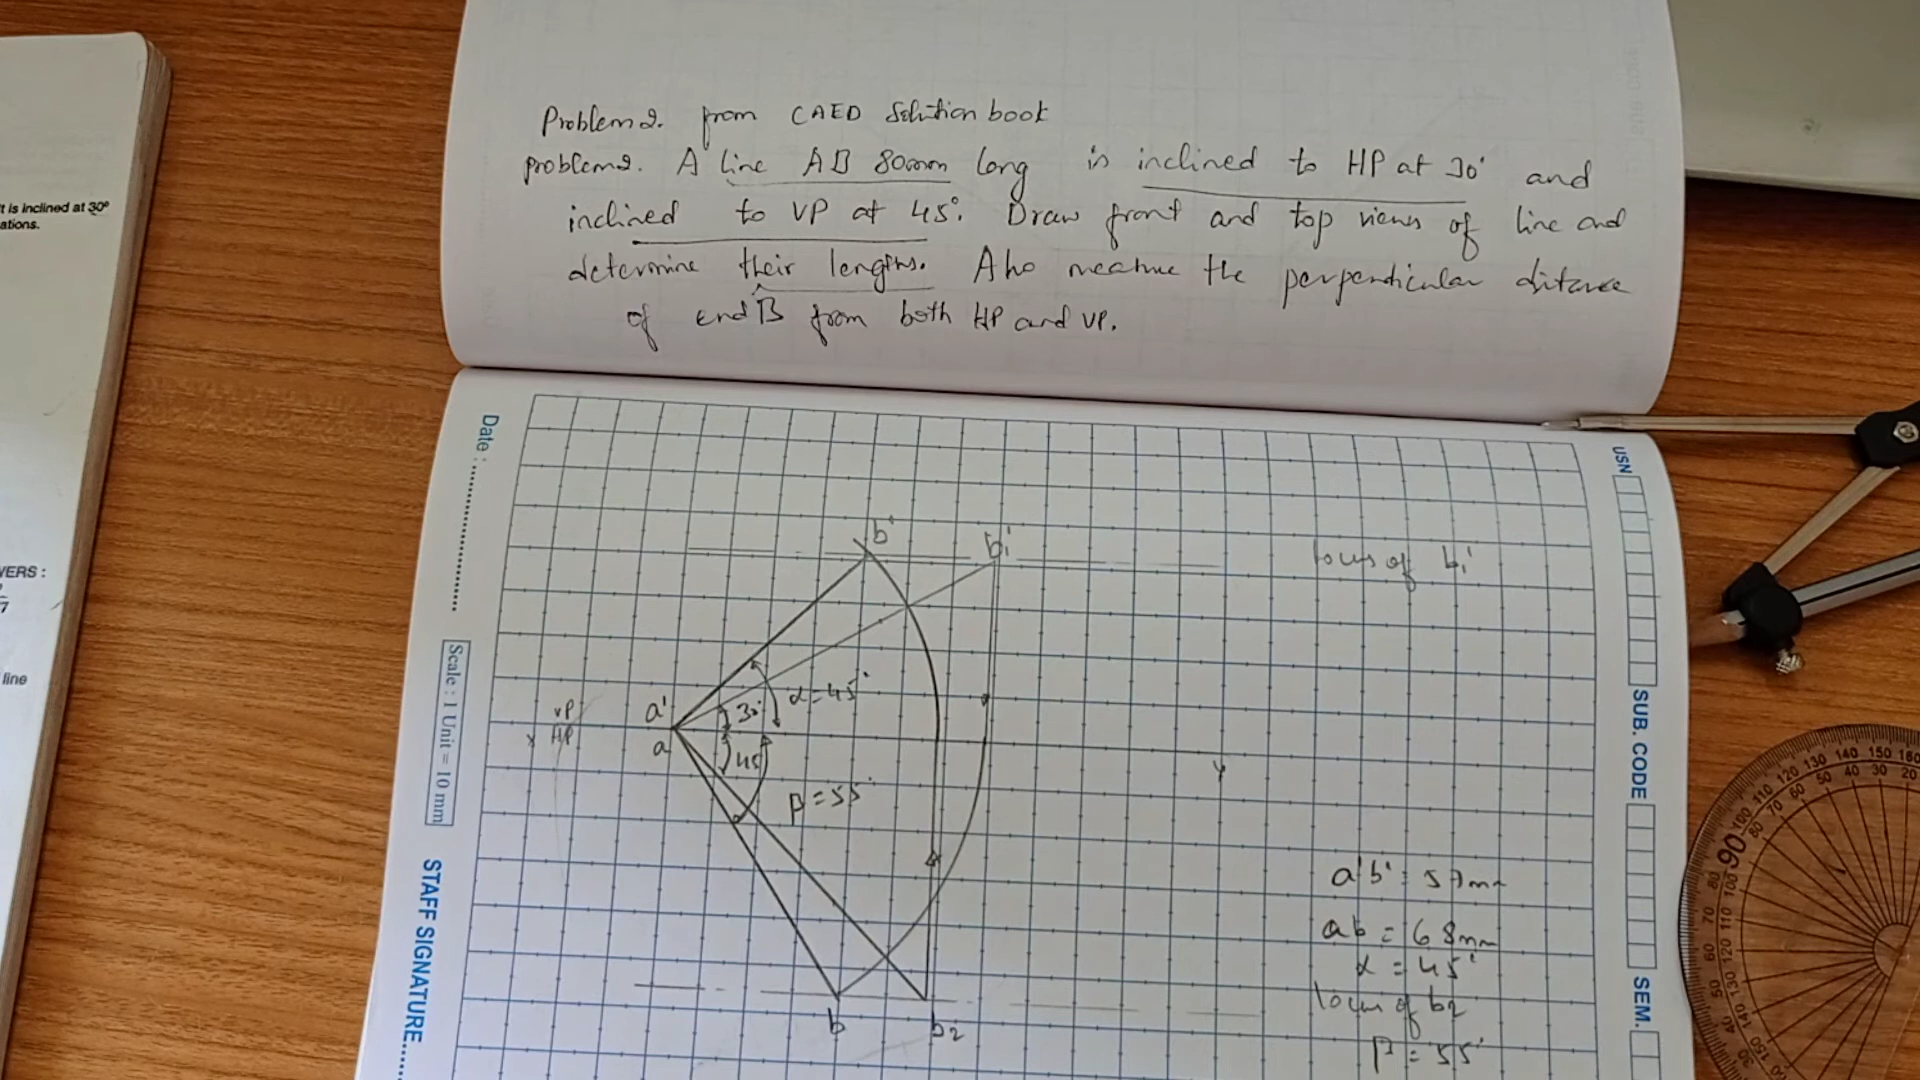 Problem 2. from CAED Solution book
problem 2. A line AB 80mm long is inclined to HP at 30° and
inclined to VP at 45°. Draw front and top views of line and
determine their lengths. Also measure the perpendicular distance
of end B from both HP and VP.
t is inclined at 30°
ations.
VERS :
7
line
Date :
Scale : 1 Unit = 10 mm
STAFF SIGNATURE
USN
SUB. CODE
SEM.
b'
b1'
locus of b1'
a'
30°
α=45°
VP
X HP
a
45
β=55°
Y
b
b2
a'b' = 57mm
ab = 68mm
α = 45°
locus of b2
β = 55°